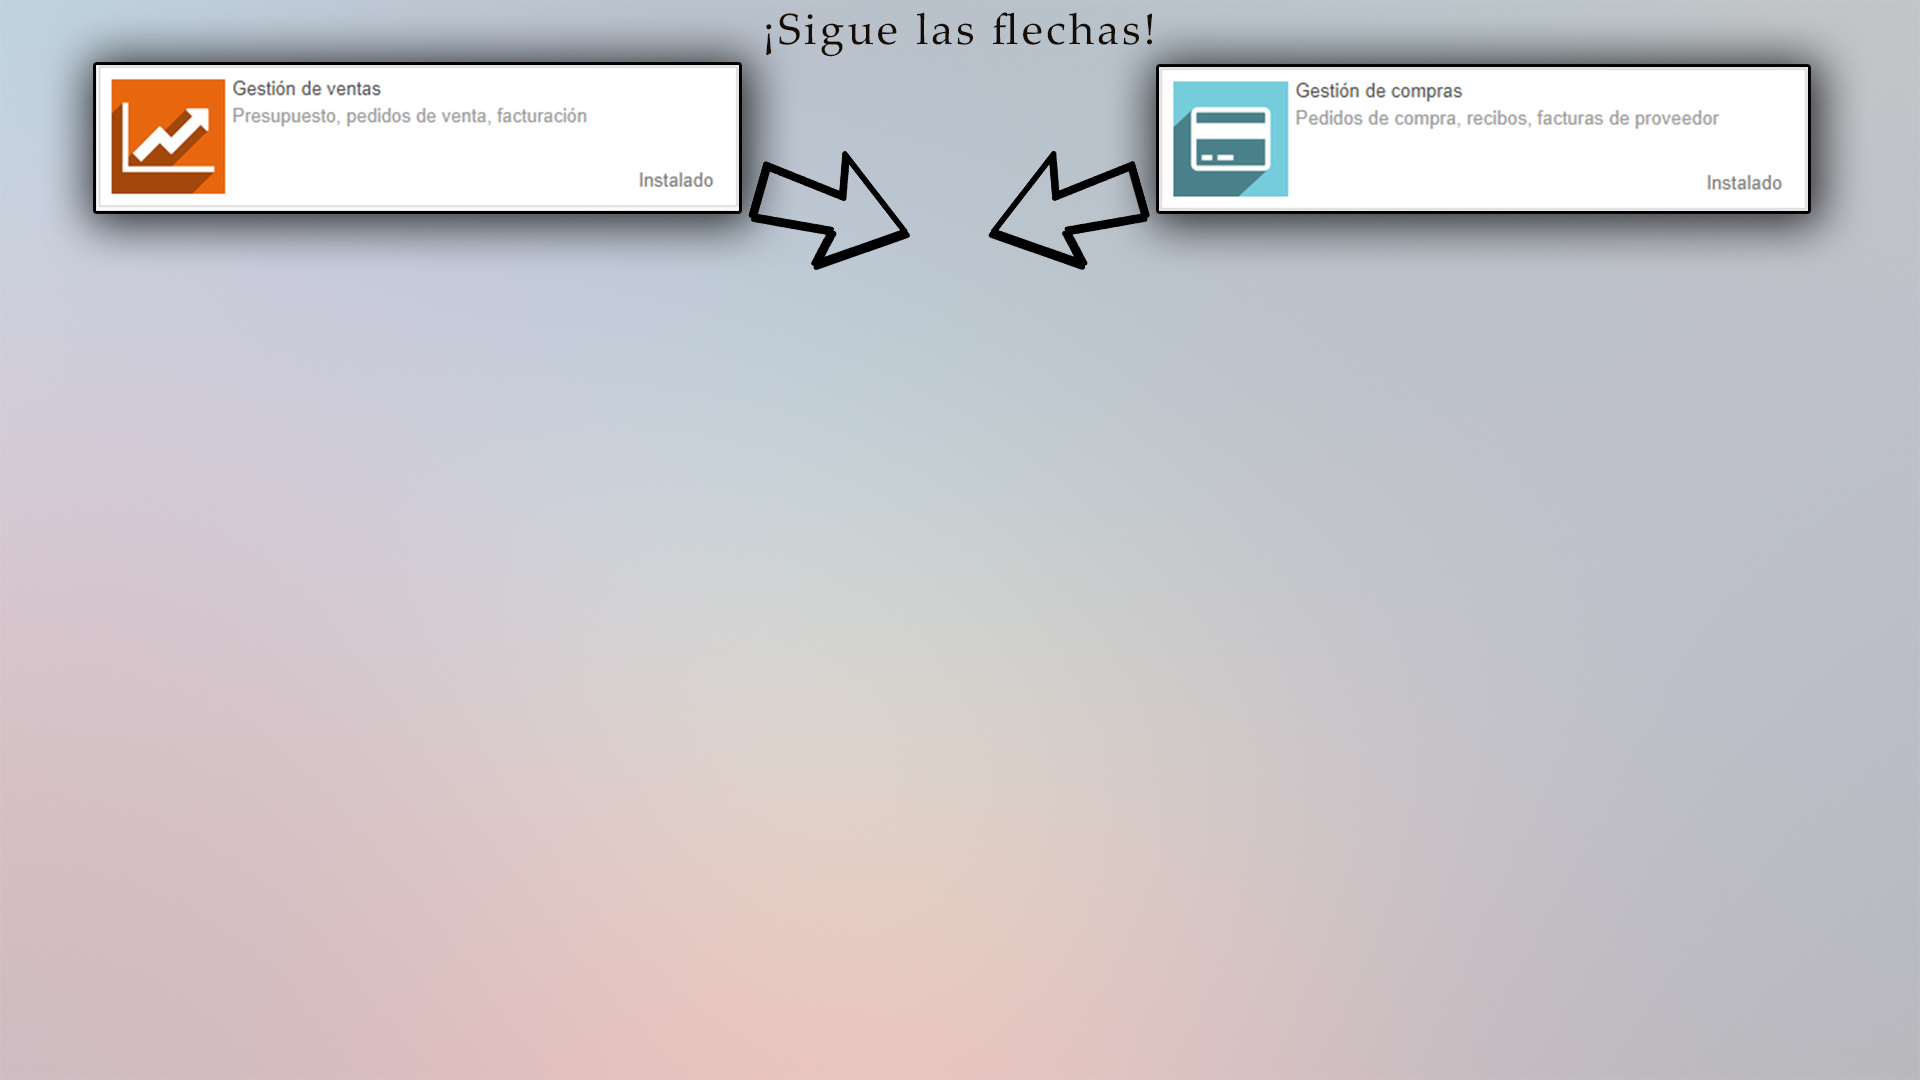 ¡Sigue las flechas!
Gestión de ventas
Presupuesto, pedidos de venta, facturación
Instalado
Gestión de compras
Pedidos de compra, recibos, facturas de proveedor
Instalado